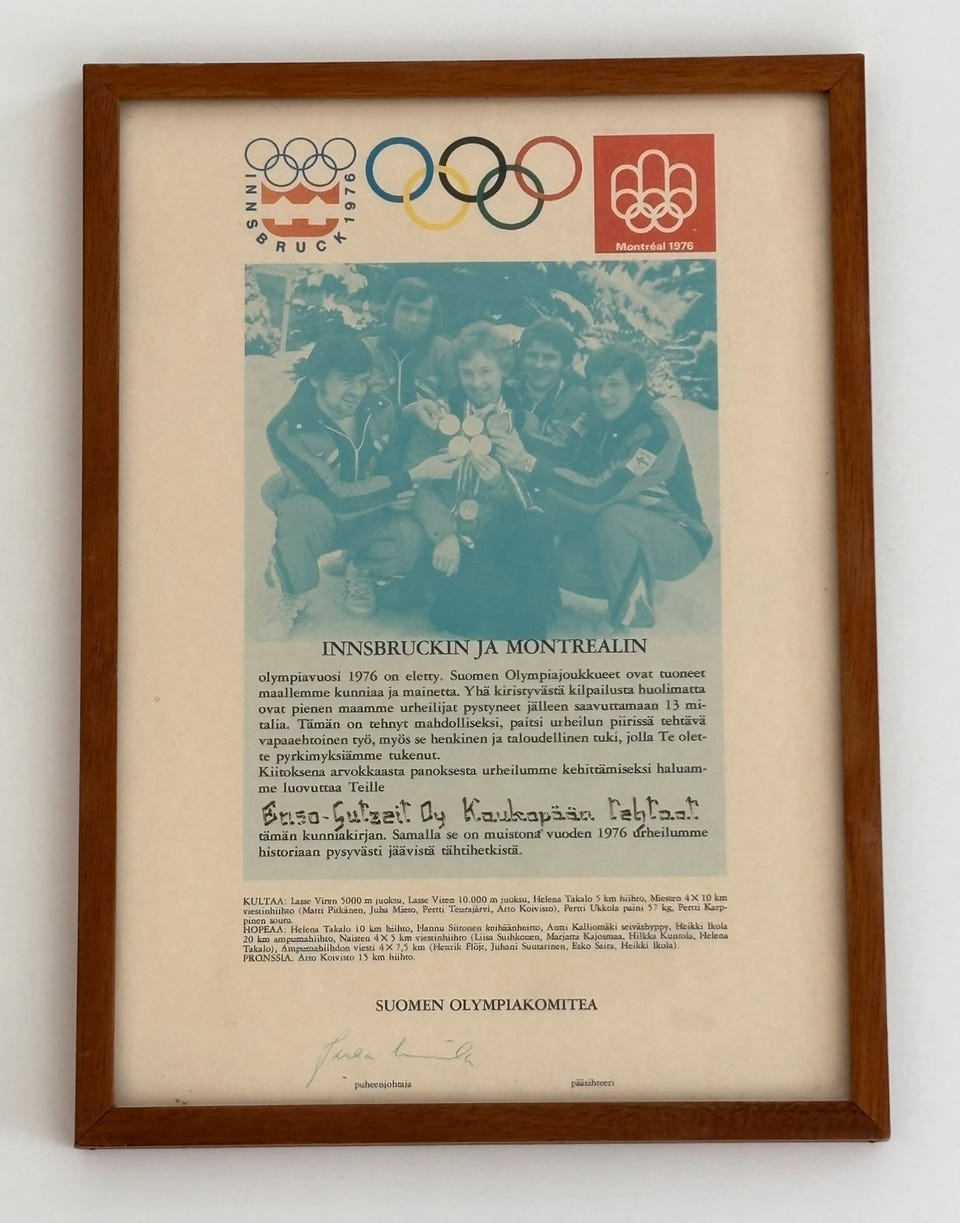 INNSBRUCK 1976
Montréal 1976
INNSBRUCKIN JA MONTREALIN
olympiavuosi 1976 on eletty. Suomen Olympiajoukkueet ovat tuoneet
maallemme kunniaa ja mainetta. Yhä kiristyvästä kilpailusta huolimatta
ovat pienen maamme urheilijat pystyneet jälleen saavuttamaan 13 mi-
talia. Tämän on tehnyt mahdolliseksi, paitsi urheilun piirissä tehtävä
vapaaehtoinen työ, myös se henkinen ja taloudellinen tuki, jolla Te olet-
te pyrkimyksiämme tukenut.
Kiitoksena arvokkaasta panoksesta urheilumme kehittämiseksi haluam-
me luovuttaa Teille
Enso-Gutzeit Oy Kaukopään tehtaat
tämän kunniakirjan. Samalla se on muistona vuoden 1976 urheilumme
historiaan pysyvästi jäävistä tähtihetkistä.
KULTAA: Lasse Viren 5000 m juoksu, Lasse Viren 10.000 m juoksu, Helena Takalo 5 km hiihto, Miesten 4×10 km
viestinhiihto (Matti Pitkänen, Juha Mieto, Pertti Teurajärvi, Arto Koivisto), Pertti Ukkola paini 57 kg, Pertti Karp-
pinen soutu.
HOPEAA: Helena Takalo 10 km hiihto, Hannu Siitonen keihäänheitto, Antti Kalliomäki seiväshyppy, Heikki Ikola
20 km ampumahiihto, Naisten 4×5 km viestinhiihto (Liisa Suihkonen, Marjatta Kajosmaa, Hilkka Kuntola, Helena
Takalo), Ampumahiihdon viesti 4×7,5 km (Henrik Flöjt, Juhani Suutarinen, Esko Saira, Heikki Ikola).
PRONSSIA: Arto Koivisto 15 km hiihto.
SUOMEN OLYMPIAKOMITEA
puheenjohtaja pääsihteeri